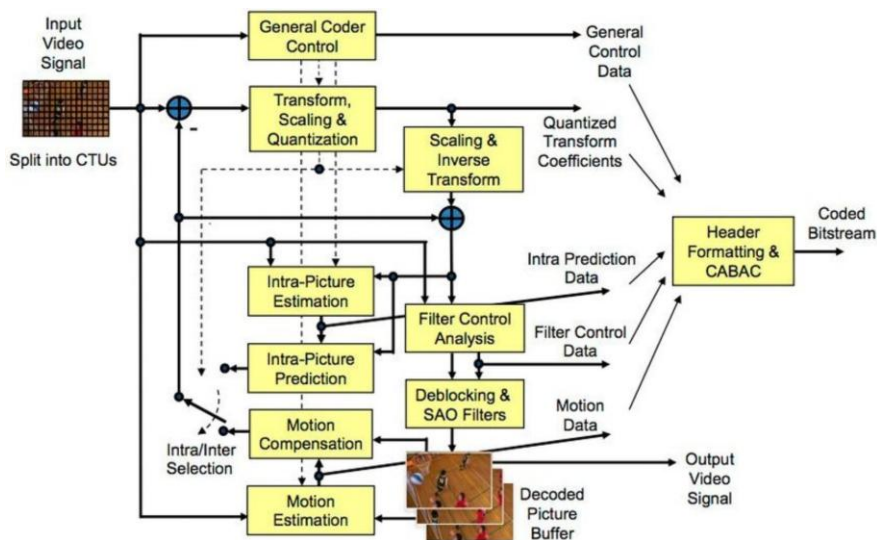 Input
Video
Signal
Split into CTUs
General Coder
Control
General
Control
Data
Transform,
Scaling &
Quantization
-
Quantized
Transform
Coefficients
Scaling &
Inverse
Transform
Header
Formatting &
CABAC
Coded
Bitstream
Intra Prediction
Data
Intra-Picture
Estimation
Filter Control
Analysis
Filter Control
Data
Intra-Picture
Prediction
Deblocking &
SAO Filters
Motion
Data
Motion
Compensation
Intra/Inter
Selection
Output
Video
Signal
Motion
Estimation
Decoded
Picture
Buffer